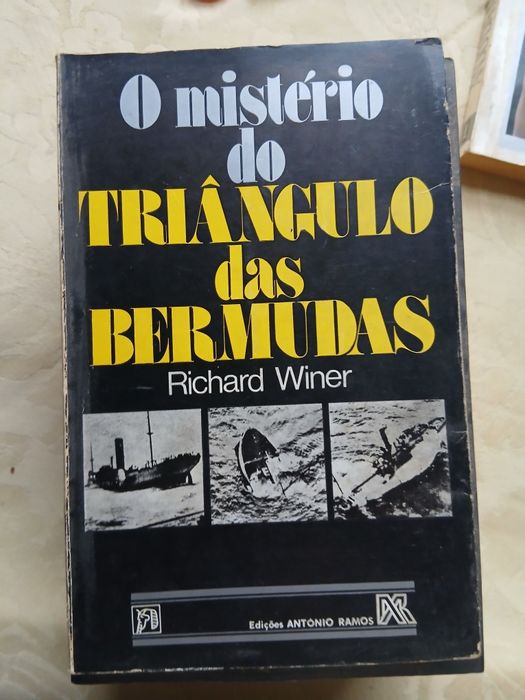 O mistério
do
TRIÂNGULO
das
BERMUDAS
Richard Winer
Edições ANTÓNIO RAMOS